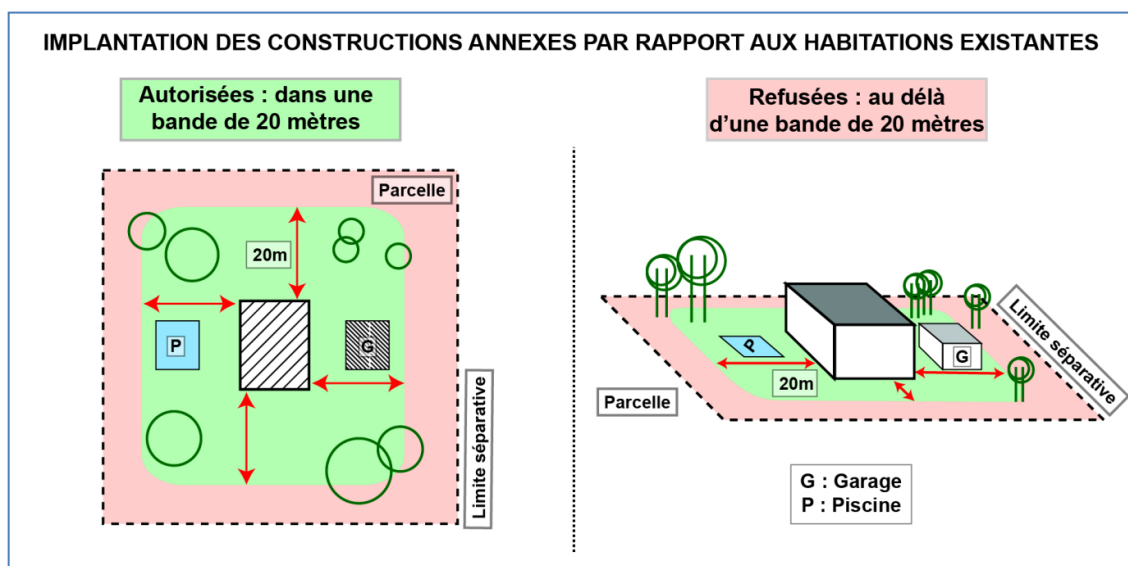 IMPLANTATION DES CONSTRUCTIONS ANNEXES PAR RAPPORT AUX HABITATIONS EXISTANTES
Autorisées : dans une
bande de 20 mètres
Refusées : au délà
d'une bande de 20 mètres
Parcelle
20m
P
G
Limite séparative
P
G
20m
Parcelle
Limite séparative
G : Garage
P : Piscine